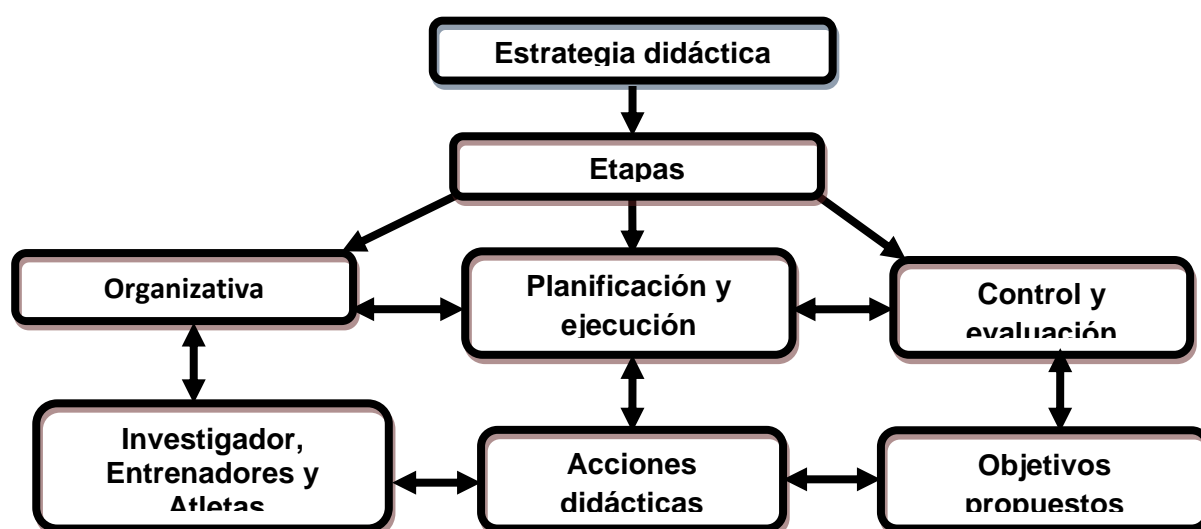 Estrategia didáctica
Etapas
Organizativa
Planificación y
ejecución
Control y
evaluación
Investigador,
Entrenadores y
Atletas
Acciones
didácticas
Objetivos
propuestos